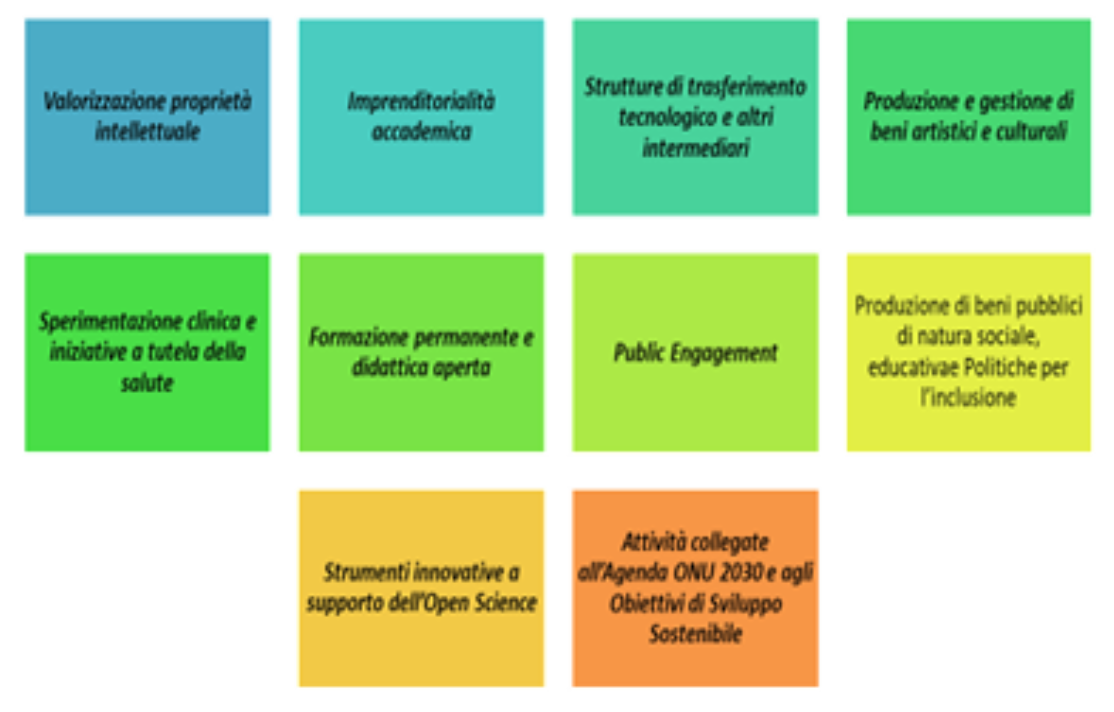 Valorizzazione proprietà
intellettuale
Imprenditorialità
accademica
Strutture di trasferimento
tecnologico e altri
intermediari
Produzione e gestione di
beni artistici e culturali
Sperimentazione clinica e
iniziative a tutela della
salute
Formazione permanente e
didattica aperta
Public Engagement
Produzione di beni pubblici
di natura sociale,
educativae Politiche per
l'inclusione
Strumenti innovative a
supporto dell'Open Science
Attività collegate
all'Agenda ONU 2030 e agli
Obiettivi di Sviluppo
Sostenibile